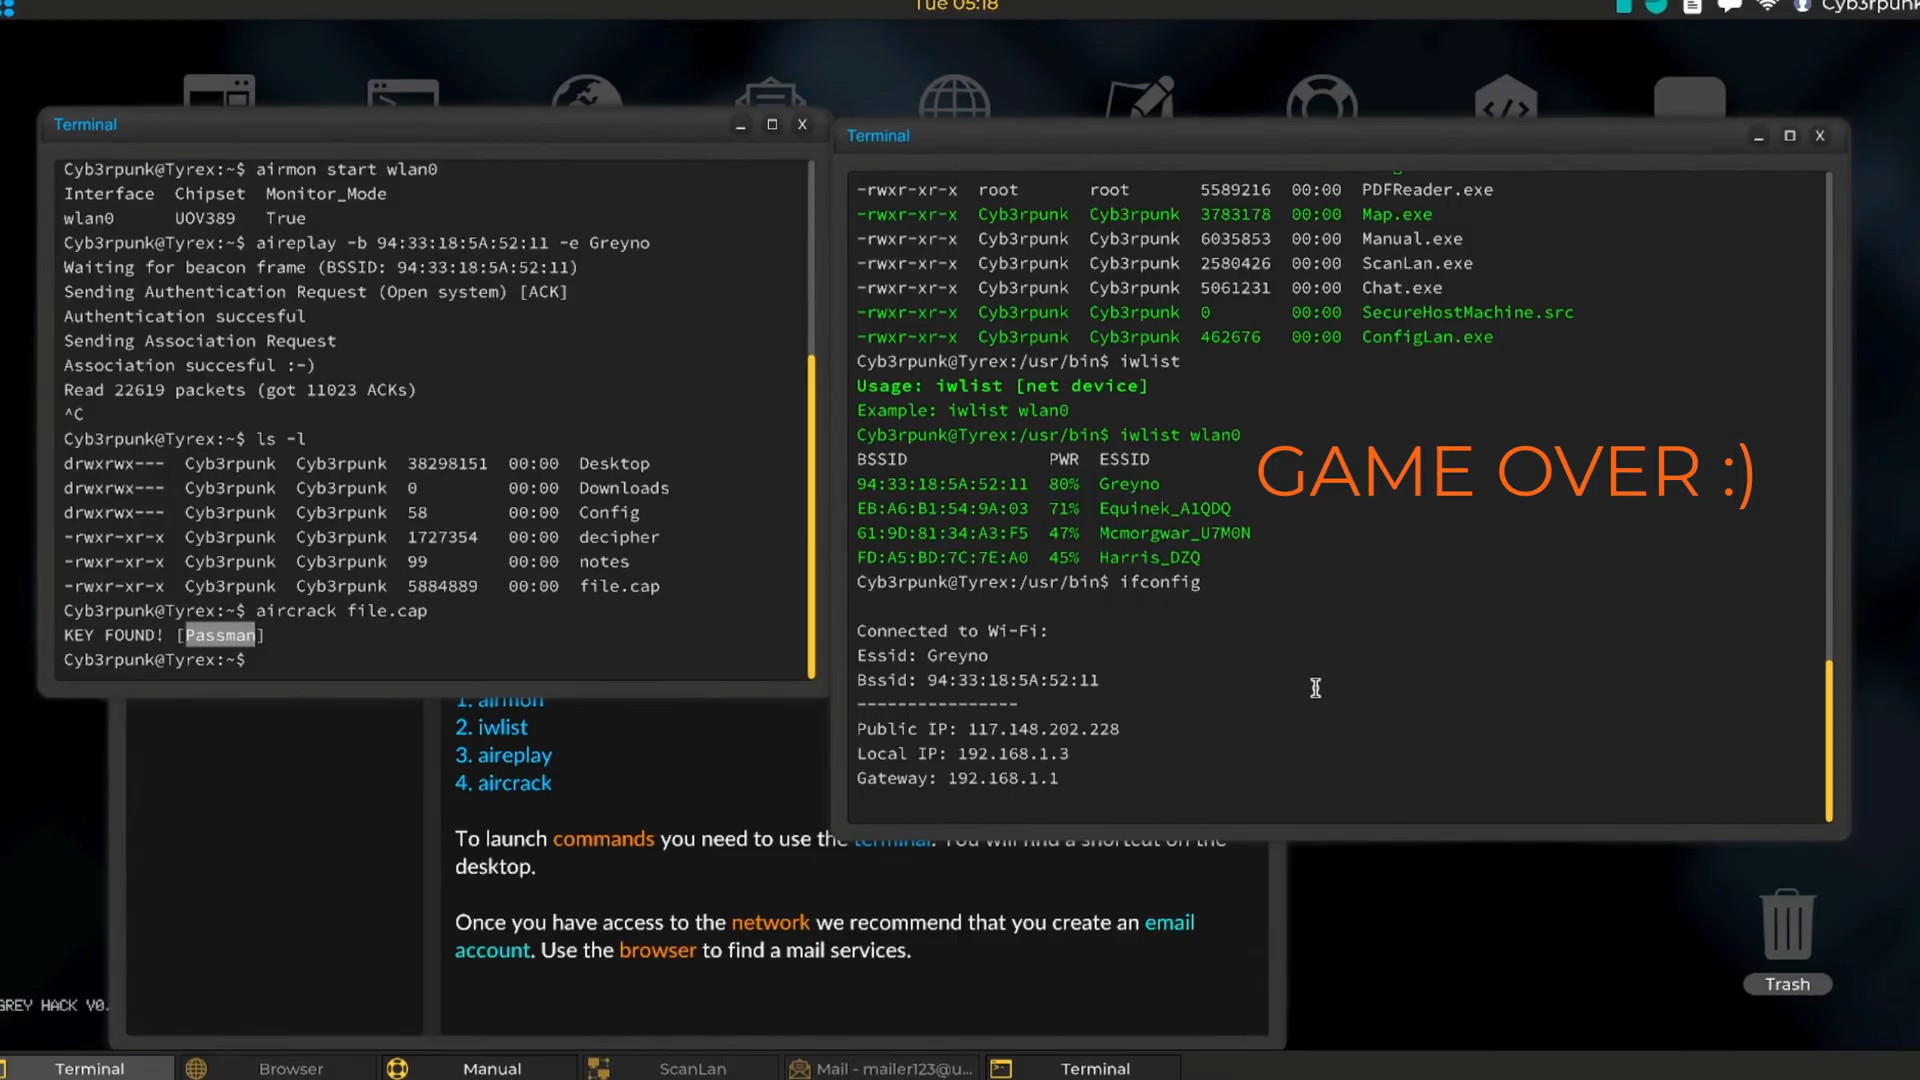 Tue 05:18
Cyb3rpunk
Terminal
Cyb3rpunk@Tyrex:~$ airmon start wlan0
Interface Chipset Monitor_Mode
wlan0 UOV389 True
Cyb3rpunk@Tyrex:~$ aireplay -b 94:33:18:5A:52:11 -e Greyno
Waiting for beacon frame (BSSID: 94:33:18:5A:52:11)
Sending Authentication Request (Open system) [ACK]
Authentication succesful
Sending Association Request
Association succesful :-)
Read 22619 packets (got 11023 ACKs)
^C
Cyb3rpunk@Tyrex:~$ ls -l
drwxrwx--- Cyb3rpunk Cyb3rpunk 38298151 00:00 Desktop
drwxrwx--- Cyb3rpunk Cyb3rpunk 0 00:00 Downloads
drwxrwx--- Cyb3rpunk Cyb3rpunk 58 00:00 Config
-rwxr-xr-x Cyb3rpunk Cyb3rpunk 1727354 00:00 decipher
-rwxr-xr-x Cyb3rpunk Cyb3rpunk 99 00:00 notes
-rwxr-xr-x Cyb3rpunk Cyb3rpunk 5884889 00:00 file.cap
Cyb3rpunk@Tyrex:~$ aircrack file.cap
KEY FOUND! [Passman]
Cyb3rpunk@Tyrex:~$
Terminal
-rwxr-xr-x root root 5589216 00:00 PDFReader.exe
-rwxr-xr-x Cyb3rpunk Cyb3rpunk 3783178 00:00 Map.exe
-rwxr-xr-x Cyb3rpunk Cyb3rpunk 6035853 00:00 Manual.exe
-rwxr-xr-x Cyb3rpunk Cyb3rpunk 2580426 00:00 ScanLan.exe
-rwxr-xr-x Cyb3rpunk Cyb3rpunk 5061231 00:00 Chat.exe
-rwxr-xr-x Cyb3rpunk Cyb3rpunk 0 00:00 SecureHostMachine.src
-rwxr-xr-x Cyb3rpunk Cyb3rpunk 462676 00:00 ConfigLan.exe
Cyb3rpunk@Tyrex:/usr/bin$ iwlist
Usage: iwlist [net device]
Example: iwlist wlan0
Cyb3rpunk@Tyrex:/usr/bin$ iwlist wlan0
BSSID PWR ESSID
94:33:18:5A:52:11 80% Greyno
EB:A6:B1:54:9A:03 71% Equinek_A1QDQ
61:9D:81:34:A3:F5 47% Mcmorgwar_U7M0N
FD:A5:BD:7C:7E:A0 45% Harris_DZQ
Cyb3rpunk@Tyrex:/usr/bin$ ifconfig
Connected to Wi-Fi:
Essid: Greyno
Bssid: 94:33:18:5A:52:11
----------------
Public IP: 117.148.202.228
Local IP: 192.168.1.3
Gateway: 192.168.1.1
GAME OVER :)
1. airmon
2. iwlist
3. aireplay
4. aircrack
To launch commands you need to use the terminal. You will find a shortcut on the
desktop.
Once you have access to the network we recommend that you create an email
account. Use the browser to find a mail services.
Trash
GREY HACK V0.
Terminal
Browser
Manual
ScanLan
Mail - mailer123@u...
Terminal